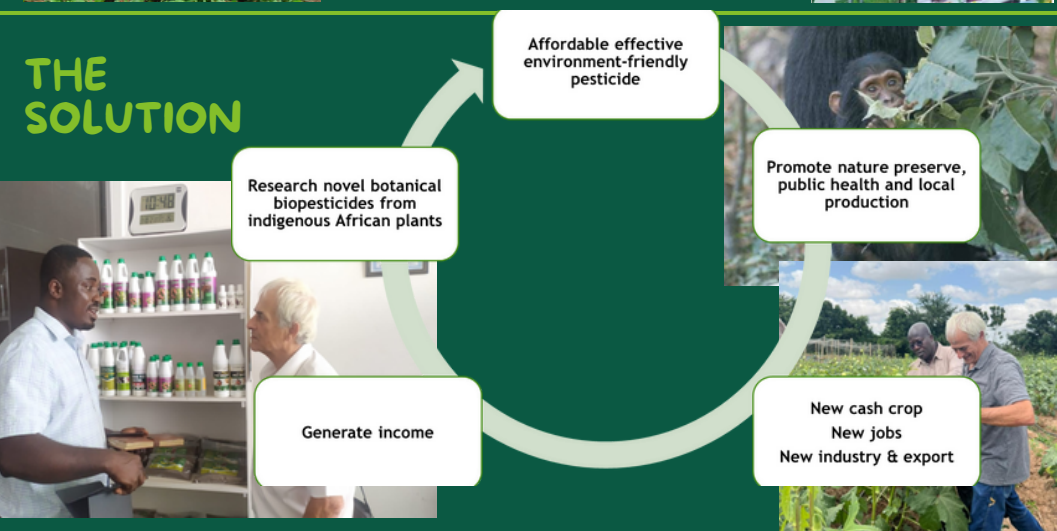 THE
SOLUTION
Affordable effective
environment-friendly
pesticide
Promote nature preserve,
public health and local
production
New cash crop
New jobs
New industry & export
Generate income
Research novel botanical
biopesticides from
indigenous African plants
10:48